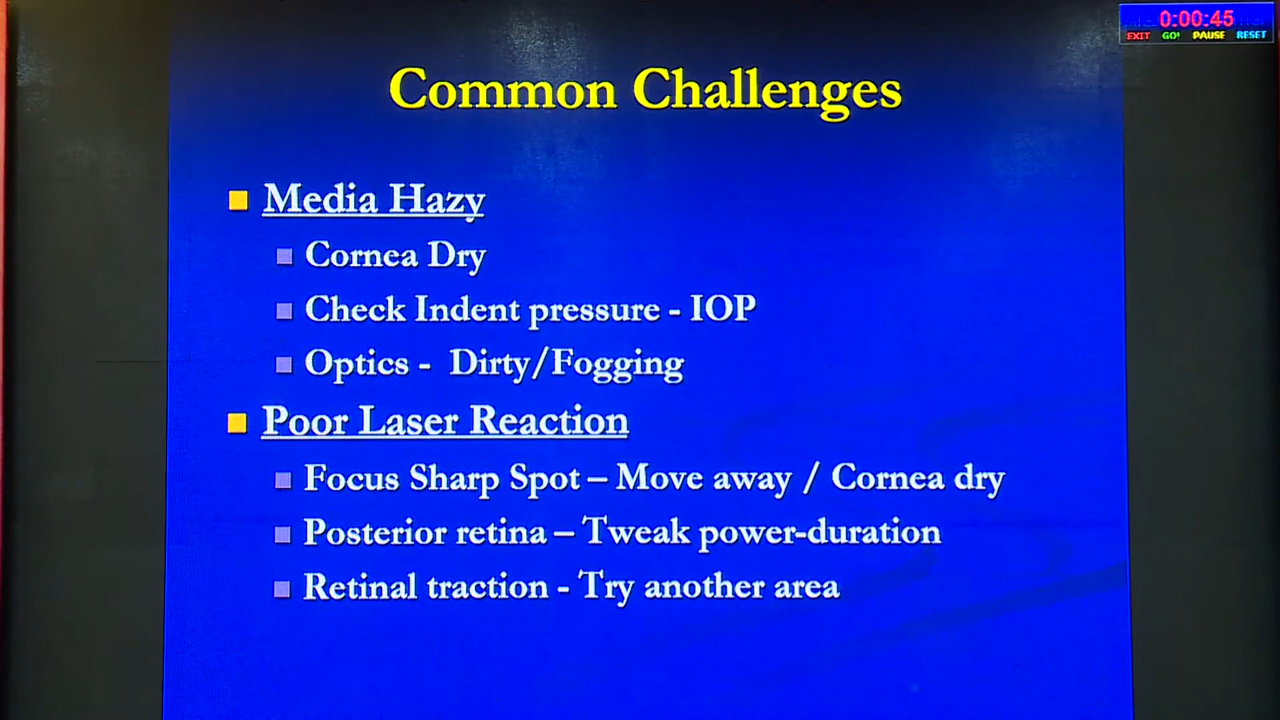 0:00:45
EXIT GO! PAUSE RESET
Common Challenges
Media Hazy
Cornea Dry
Check Indent pressure - IOP
Optics - Dirty/Fogging
Poor Laser Reaction
Focus Sharp Spot – Move away / Cornea dry
Posterior retina – Tweak power-duration
Retinal traction - Try another area